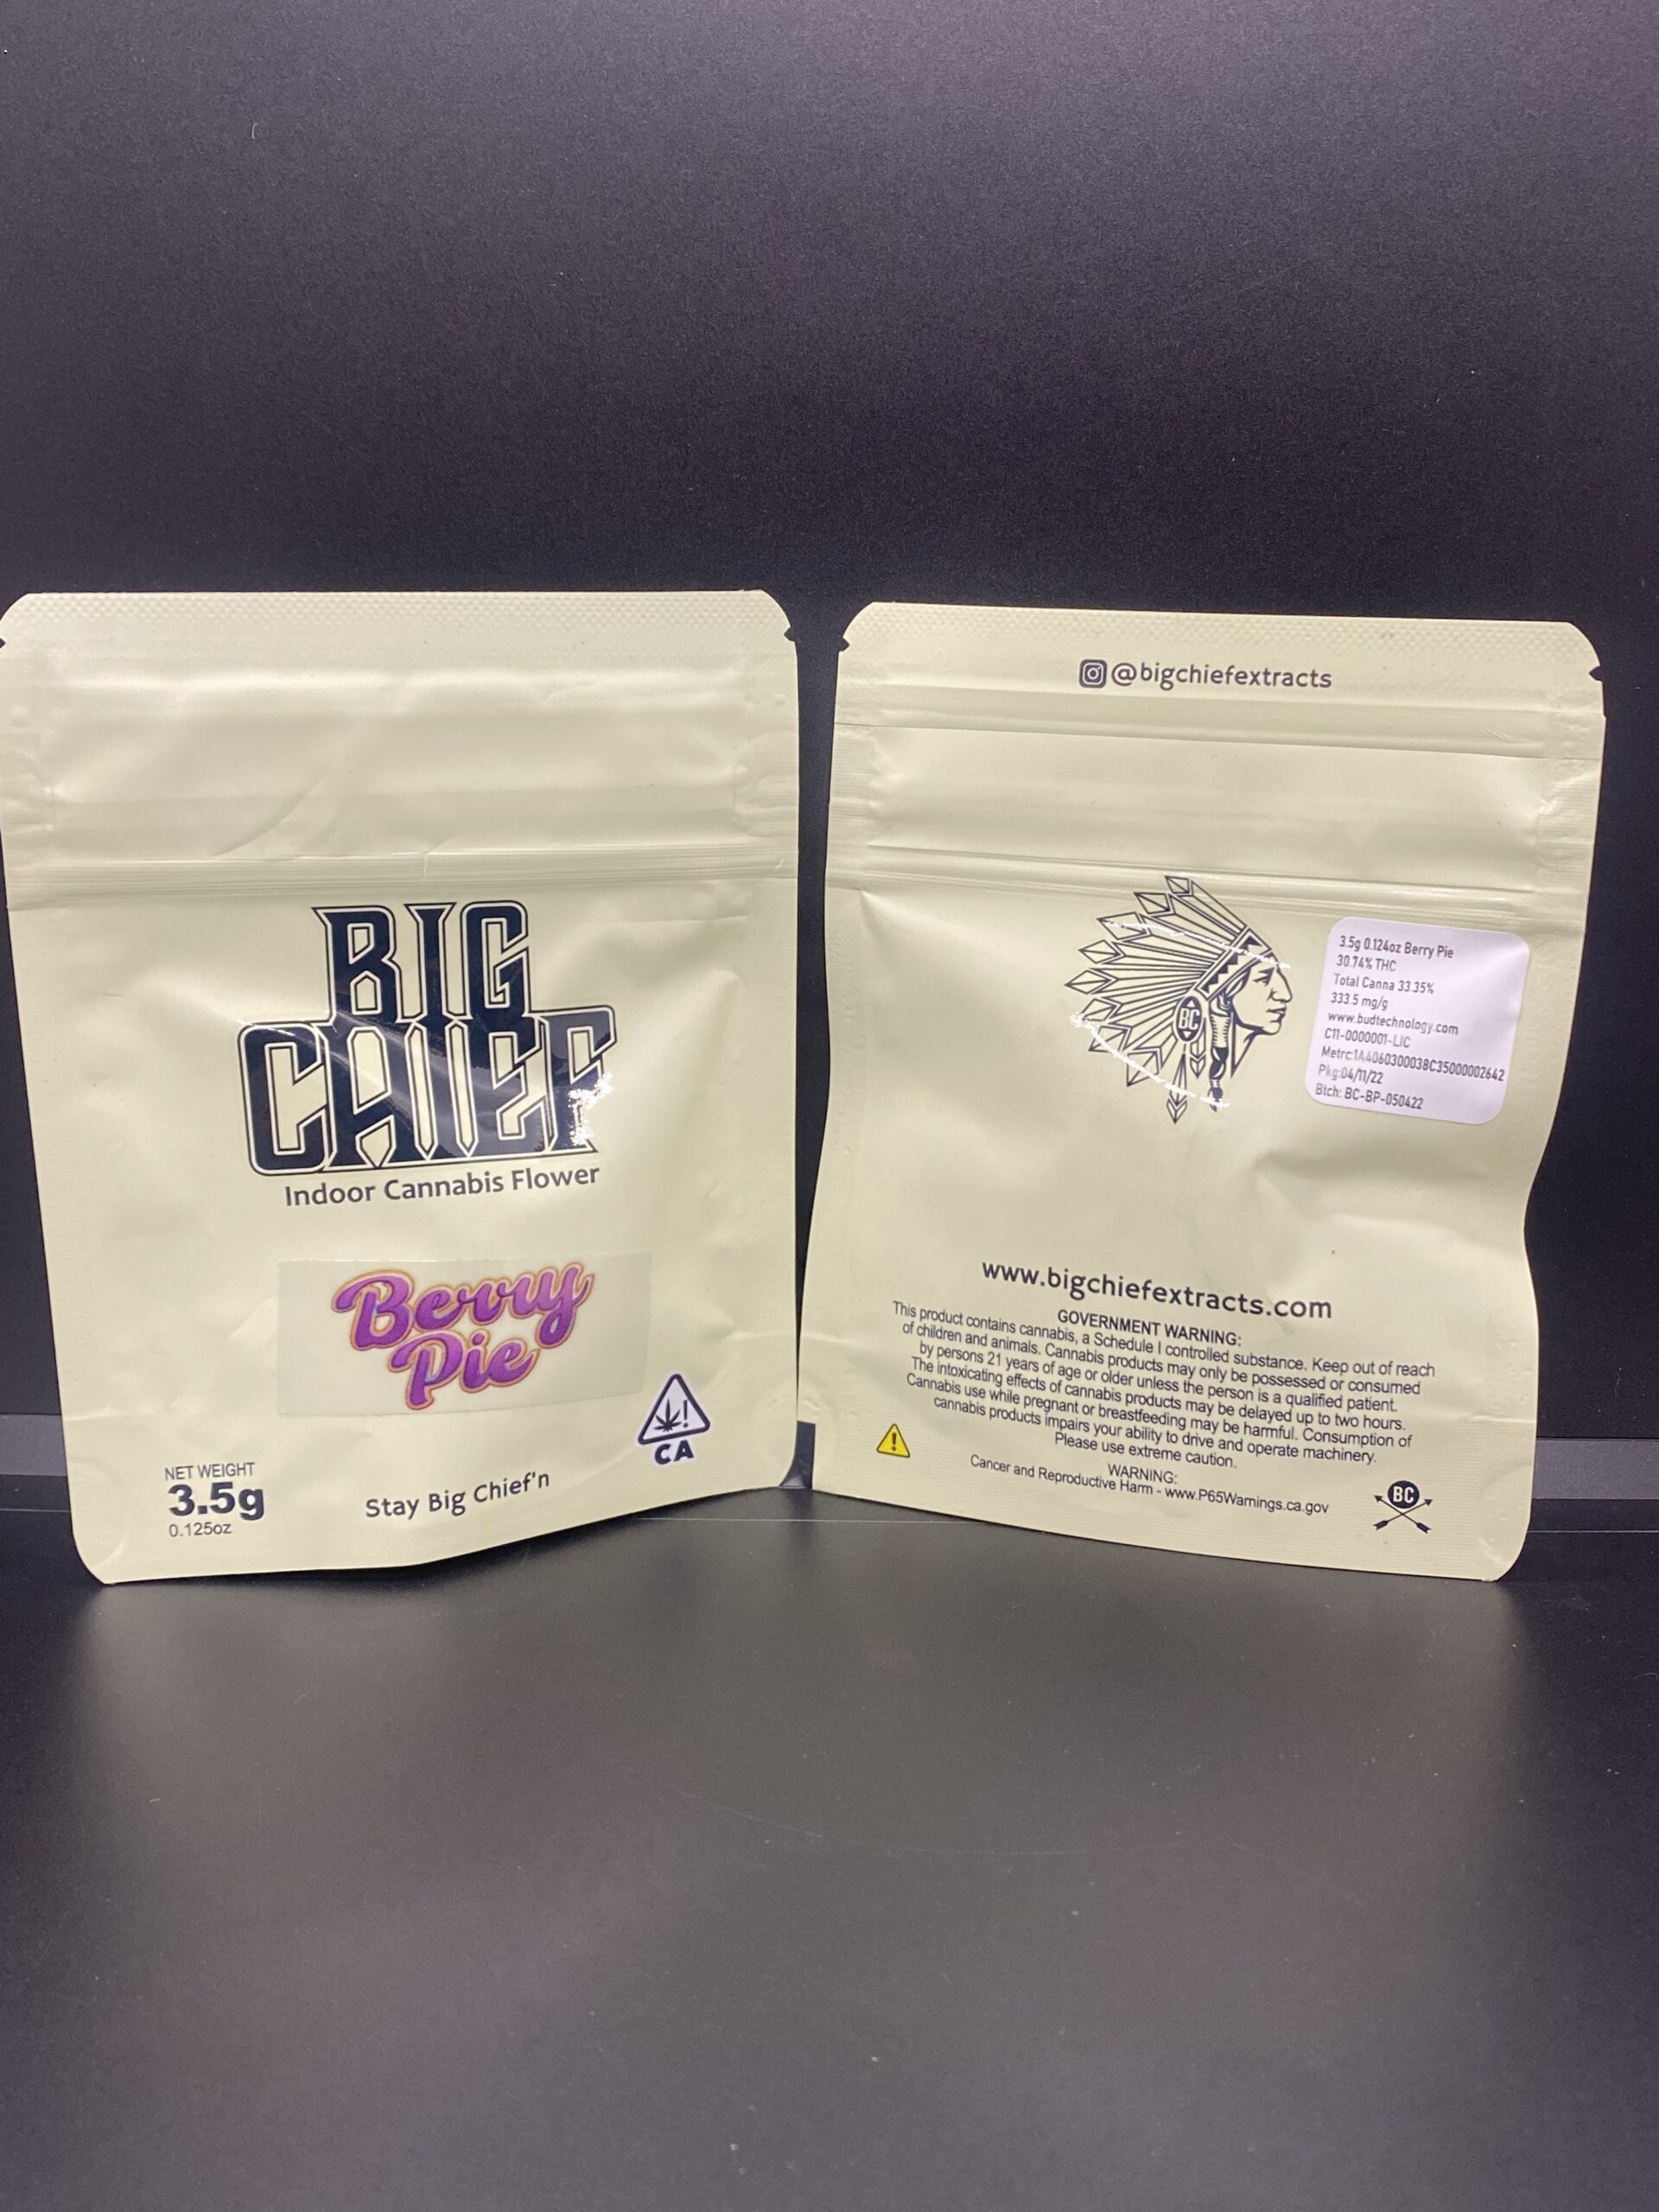 BIG
CHIEF
Indoor Cannabis Flower
Berry
Pie
CA
NET WEIGHT
3.5g
0.125oz
Stay Big Chief'n
@bigchiefextracts
BC
3.5g 0.124oz Berry Pie
30.74% THC
Total Canna 33.35%
333.5 mg/g
www.budtechnology.com
C11-0000001-LIC
Metrc:1A4060300038C35000002642
Pkg:04/11/22
Btch: BC-BP-050422
www.bigchiefextracts.com
GOVERNMENT WARNING:
This product contains cannabis, a Schedule I controlled substance. Keep out of reach
of children and animals. Cannabis products may only be possessed or consumed
by persons 21 years of age or older unless the person is a qualified patient.
The intoxicating effects of cannabis products may be delayed up to two hours.
Cannabis use while pregnant or breastfeeding may be harmful. Consumption of
cannabis products impairs your ability to drive and operate machinery.
Please use extreme caution.
WARNING:
Cancer and Reproductive Harm - www.P65Warnings.ca.gov
BC